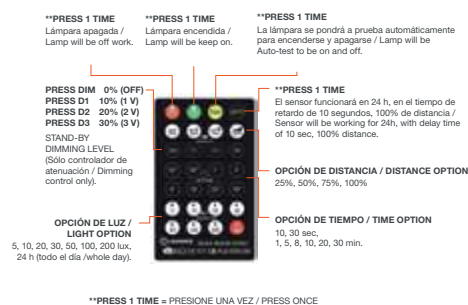 **PRESS 1 TIME
Lámpara apagada /
Lamp will be off work.
**PRESS 1 TIME
Lámpara encendida /
Lamp will be keep on.
**PRESS 1 TIME
La lámpara se pondrá a prueba automáticamente
para encenderse y apagarse / Lamp will be
Auto-test to be on and off.
PRESS DIM 0% (OFF)
PRESS D1 10% (1 V)
PRESS D2 20% (2 V)
PRESS D3 30% (3 V)
STAND-BY
DIMMING LEVEL
(Sólo controlador de
atenuación / Dimming
control only).
**PRESS 1 TIME
El sensor funcionará en 24 h, en el tiempo de
retardo de 10 segundos, 100% de distancia /
Sensor will be working for 24h, with delay time
of 10 sec, 100% distance.
OPCIÓN DE DISTANCIA / DISTANCE OPTION
25%, 50%, 75%, 100%
OPCIÓN DE LUZ /
LIGHT OPTION
5, 10, 20, 30, 50, 100, 200 lux,
24 h (todo el día /whole day).
OPCIÓN DE TIEMPO / TIME OPTION
10, 30 sec,
1, 5, 8, 10, 20, 30 min.
**PRESS 1 TIME = PRESIONE UNA VEZ / PRESS ONCE